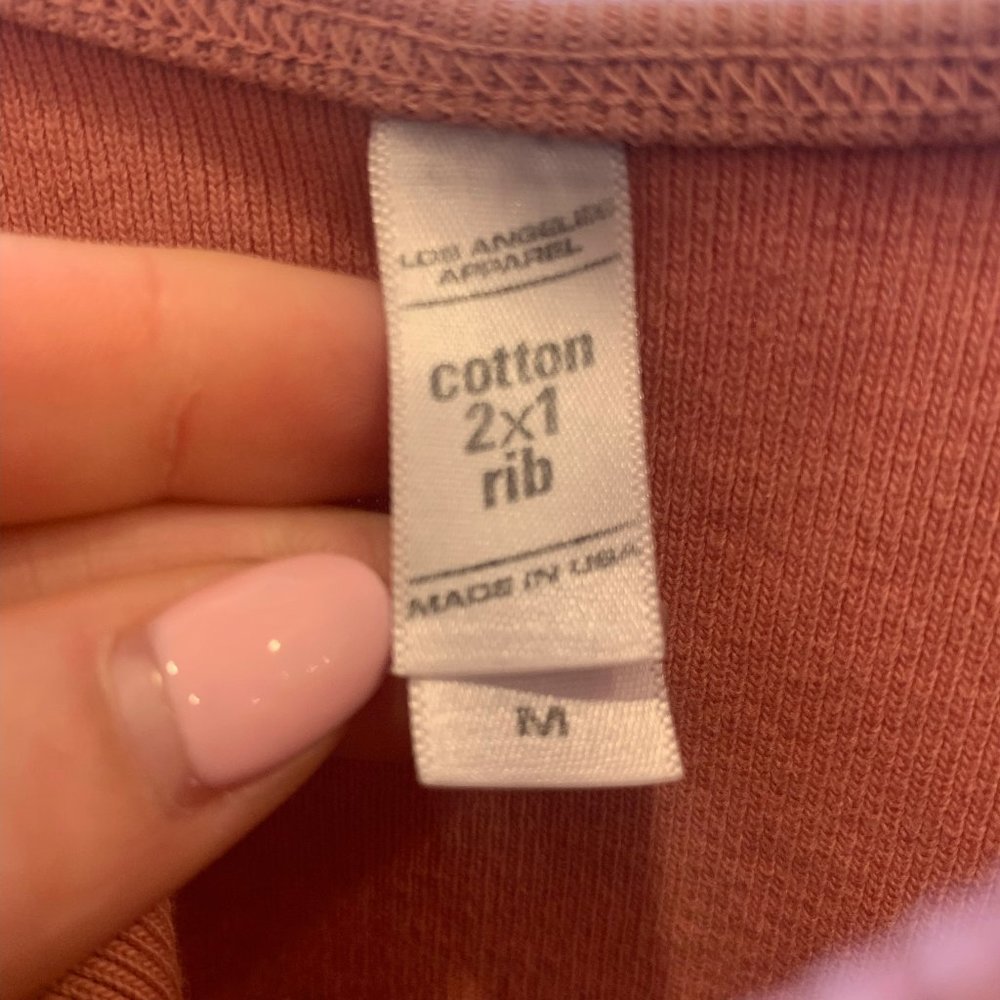 LOS ANGELES
APPAREL
cotton
2x1
rib
MADE IN USA
M